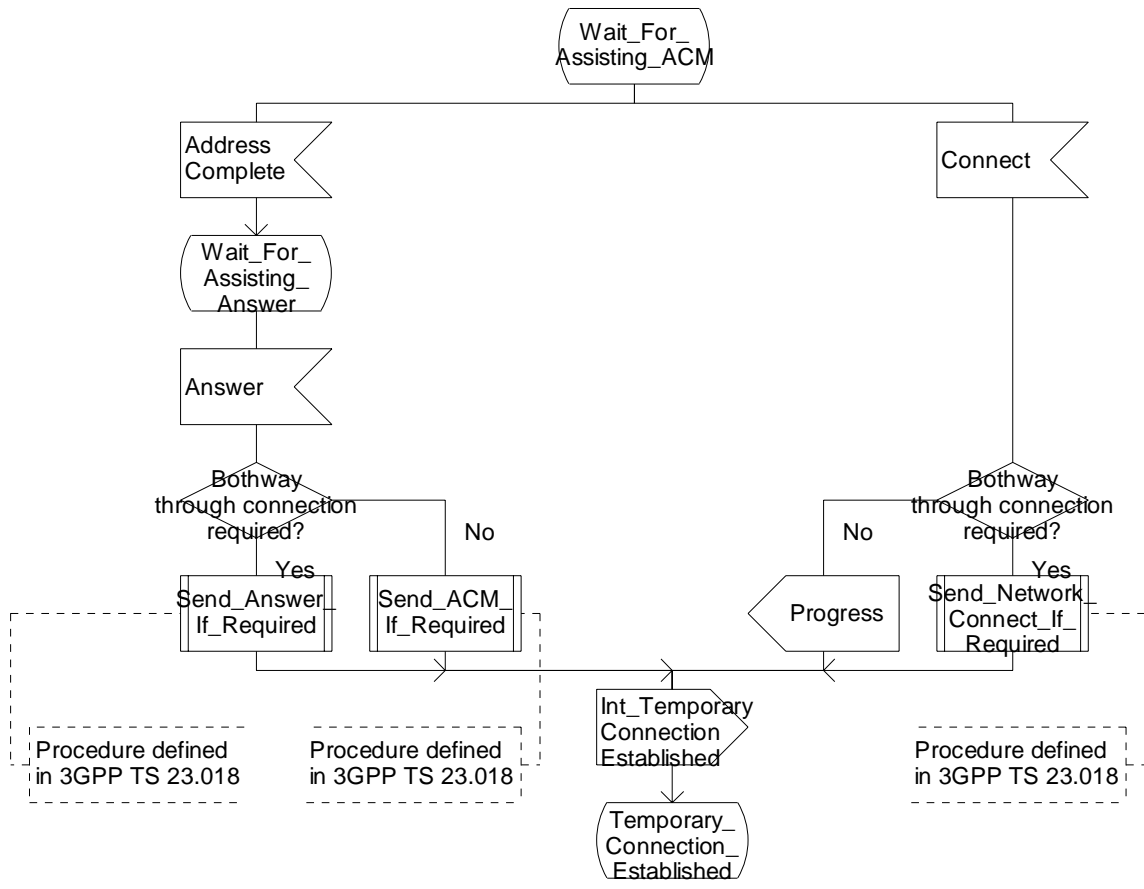 Wait_For_
Assisting_ACM
Address
Complete
Connect
Wait_For_
Assisting_
Answer
Answer
Bothway
through connection
required?
No
Yes
Bothway
through connection
required?
No
Yes
Send_Answer_
If_Required
Send_ACM_
If_Required
Progress
Send_Network_
Connect_If_
Required
Int_Temporary
Connection
Established
Procedure defined
in 3GPP TS 23.018
Procedure defined
in 3GPP TS 23.018
Procedure defined
in 3GPP TS 23.018
Temporary_
Connection_
Established